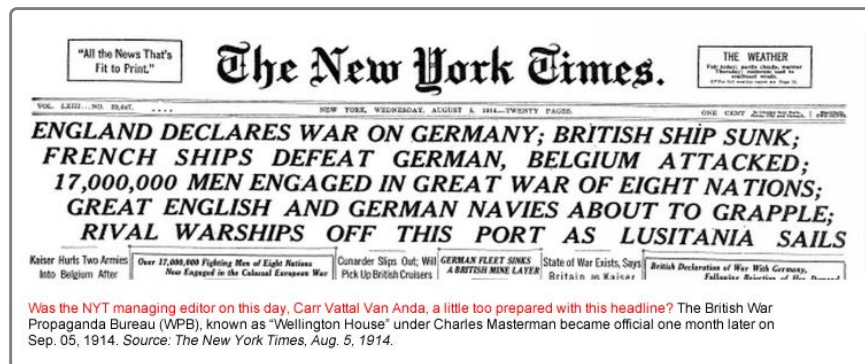 "All the News That's
Fit to Print."
The New York Times.
THE WEATHER
VOL. LXIII...NO.
NEW YORK, WEDNESDAY, AUGUST 5, 1914.—TWENTY PAGES.
ONE CENT
ENGLAND DECLARES WAR ON GERMANY; BRITISH SHIP SUNK;
FRENCH SHIPS DEFEAT GERMAN, BELGIUM ATTACKED;
17,000,000 MEN ENGAGED IN GREAT WAR OF EIGHT NATIONS;
GREAT ENGLISH AND GERMAN NAVIES ABOUT TO GRAPPLE;
RIVAL WARSHIPS OFF THIS PORT AS LUSITANIA SAILS
Kaiser Hurls Two Armies
Into Belgium After
Over 17,000,000 Fighting Men of Eight Nations
Now Engaged in the Colossal European War
Cunarder Slips Out; Will
Pick Up British Cruisers
GERMAN FLEET SINKS
A BRITISH MINE LAYER
State of War Exists, Says
Britain as Kaiser
British Declaration of War With Germany,
Following Rejection of Her Demand
Was the NYT managing editor on this day, Carr Vattal Van Anda, a little too prepared with this headline? The British War
Propaganda Bureau (WPB), known as “Wellington House” under Charles Masterman became official one month later on
Sep. 05, 1914. Source: The New York Times, Aug. 5, 1914.